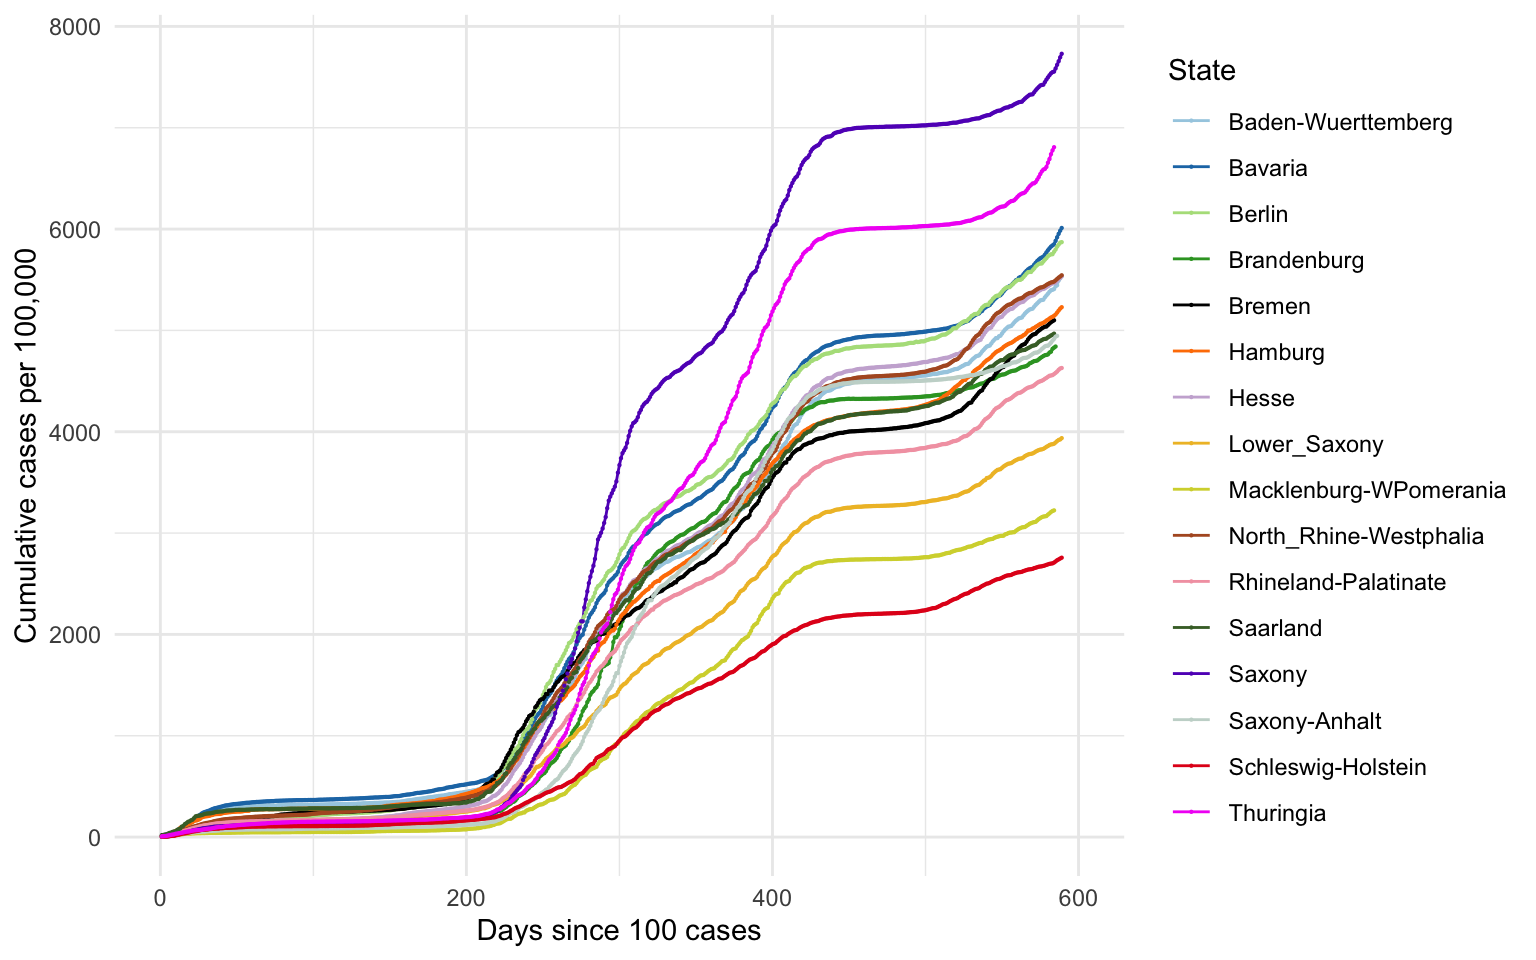 Cumulative cases per 100,000
8000
6000
4000
2000
0
0 200 400 600
Days since 100 cases
State
Baden-Wuerttemberg
Bavaria
Berlin
Brandenburg
Bremen
Hamburg
Hesse
Lower_Saxony
Macklenburg-WPomerania
North_Rhine-Westphalia
Rhineland-Palatinate
Saarland
Saxony
Saxony-Anhalt
Schleswig-Holstein
Thuringia